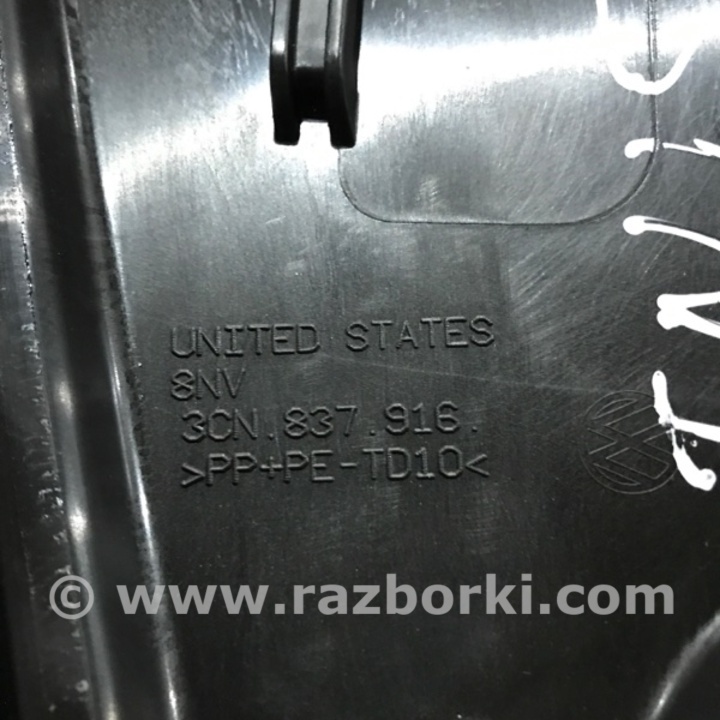 UNITED STATES
8NV
3CN.837.916.
>PP+PE-TD10<
© www.razborki.com